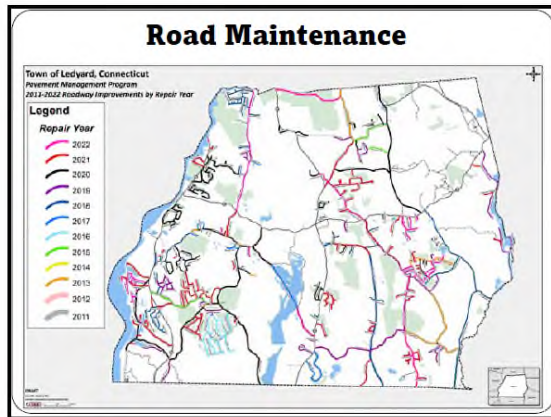 Road Maintenance
Town of Ledyard, Connecticut
Pavement Management Program
2011-2022 Roadway Improvements by Repair Year
Legend
Repair Year
2022
2021
2020
2019
2018
2017
2016
2015
2014
2013
2012
2011